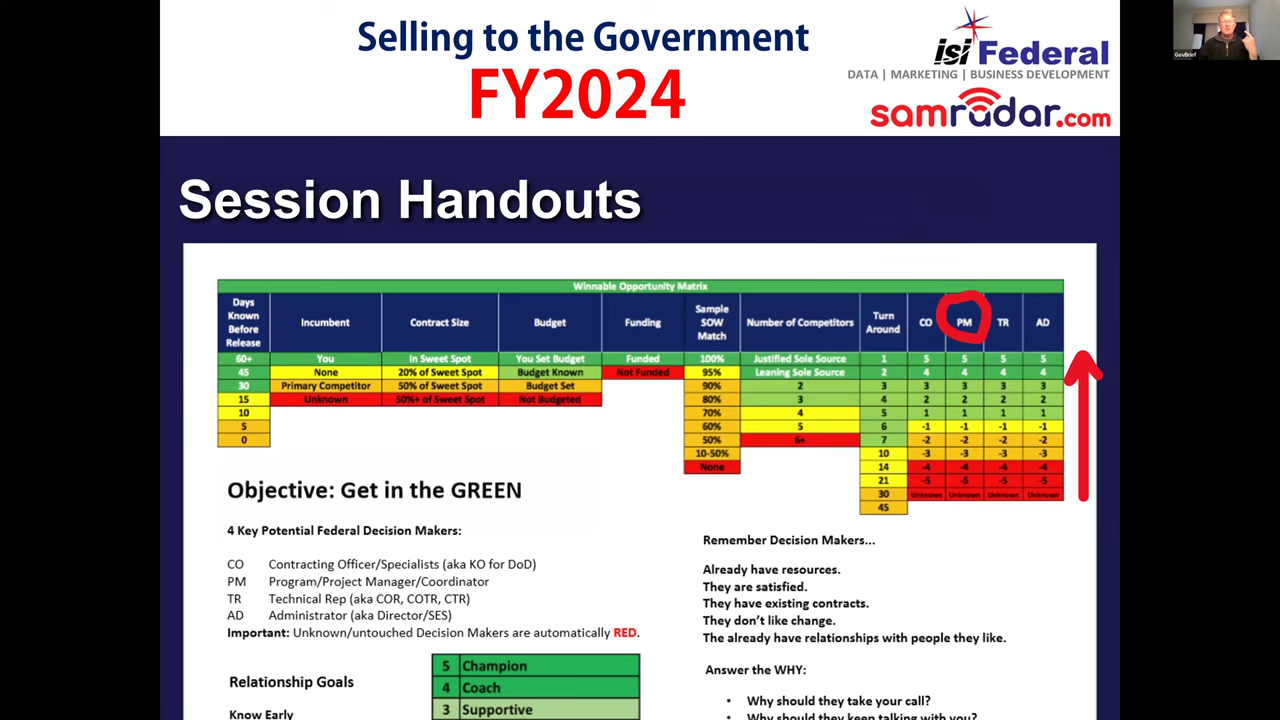 Selling to the Government
FY2024
isi Federal
DATA | MARKETING | BUSINESS DEVELOPMENT
samradar.com
GovBrief
Session Handouts
Winnable Opportunity Matrix
Days Known Before Release Incumbent Contract Size Budget Funding Sample SOW Match Number of Competitors Turn Around CO PM TR AD
60+ You In Sweet Spot You Set Budget Funded 100% Justified Sole Source 1 5 5 5 5
45 None 20% of Sweet Spot Budget Known Not Funded 95% Leaning Sole Source 2 4 4 4 4
30 Primary Competitor 50% of Sweet Spot Budget Set 90% 2 3 3 3 3 3
15 Unknown 50%+ of Sweet Spot Not Budgeted 80% 3 4 2 2 2 2
10 70% 4 5 1 1 1 1
5 60% 5 6 -1 -1 -1 -1
0 50% 6+ 7 -2 -2 -2 -2
10-50% 10 -3 -3 -3 -3
None 14 -4 -4 -4 -4
21 -5 -5 -5 -5
30 Unknown Unknown Unknown Unknown
45
Objective: Get in the GREEN
4 Key Potential Federal Decision Makers:
CO Contracting Officer/Specialists (aka KO for DoD)
PM Program/Project Manager/Coordinator
TR Technical Rep (aka COR, COTR, CTR)
AD Administrator (aka Director/SES)
Important: Unknown/untouched Decision Makers are automatically RED.
Relationship Goals
Know Early
5 Champion
4 Coach
3 Supportive
Remember Decision Makers...
Already have resources.
They are satisfied.
They have existing contracts.
They don't like change.
The already have relationships with people they like.
Answer the WHY:
• Why should they take your call?
• Why should they keep talking with you?